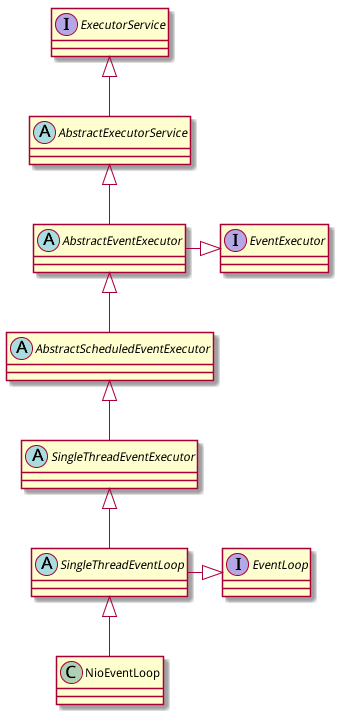 I ExecutorService
A AbstractExecutorService
A AbstractEventExecutor
I EventExecutor
A AbstractScheduledEventExecutor
A SingleThreadEventExecutor
A SingleThreadEventLoop
I EventLoop
C NioEventLoop